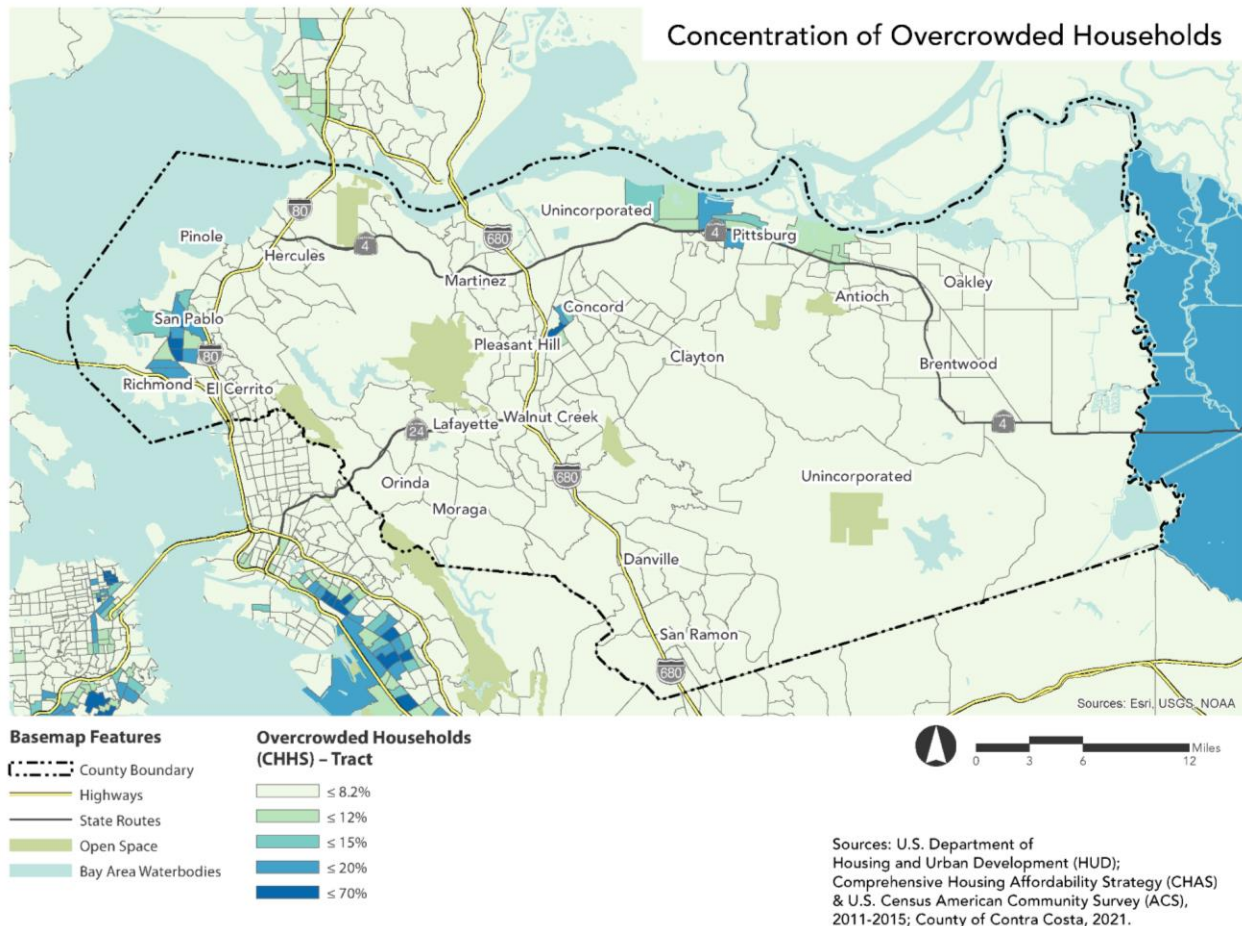 Concentration of Overcrowded Households
80
Unincorporated
Pinole
Hercules
4
680
4
Pittsburg
Martinez
Oakley
Antioch
Concord
San Pablo
80
Pleasant Hill
Clayton
Brentwood
Richmond
El Cerrito
Lafayette
24
Walnut Creek
4
680
Unincorporated
Orinda
Moraga
Danville
San Ramon
680
Sources: Esri, USGS, NOAA
Basemap Features
County Boundary
Highways
State Routes
Open Space
Bay Area Waterbodies
Overcrowded Households
(CHHS) – Tract
≤ 8.2%
≤ 12%
≤ 15%
≤ 20%
≤ 70%
Miles
0 3 6 12
Sources: U.S. Department of
Housing and Urban Development (HUD);
Comprehensive Housing Affordability Strategy (CHAS)
& U.S. Census American Community Survey (ACS),
2011-2015; County of Contra Costa, 2021.